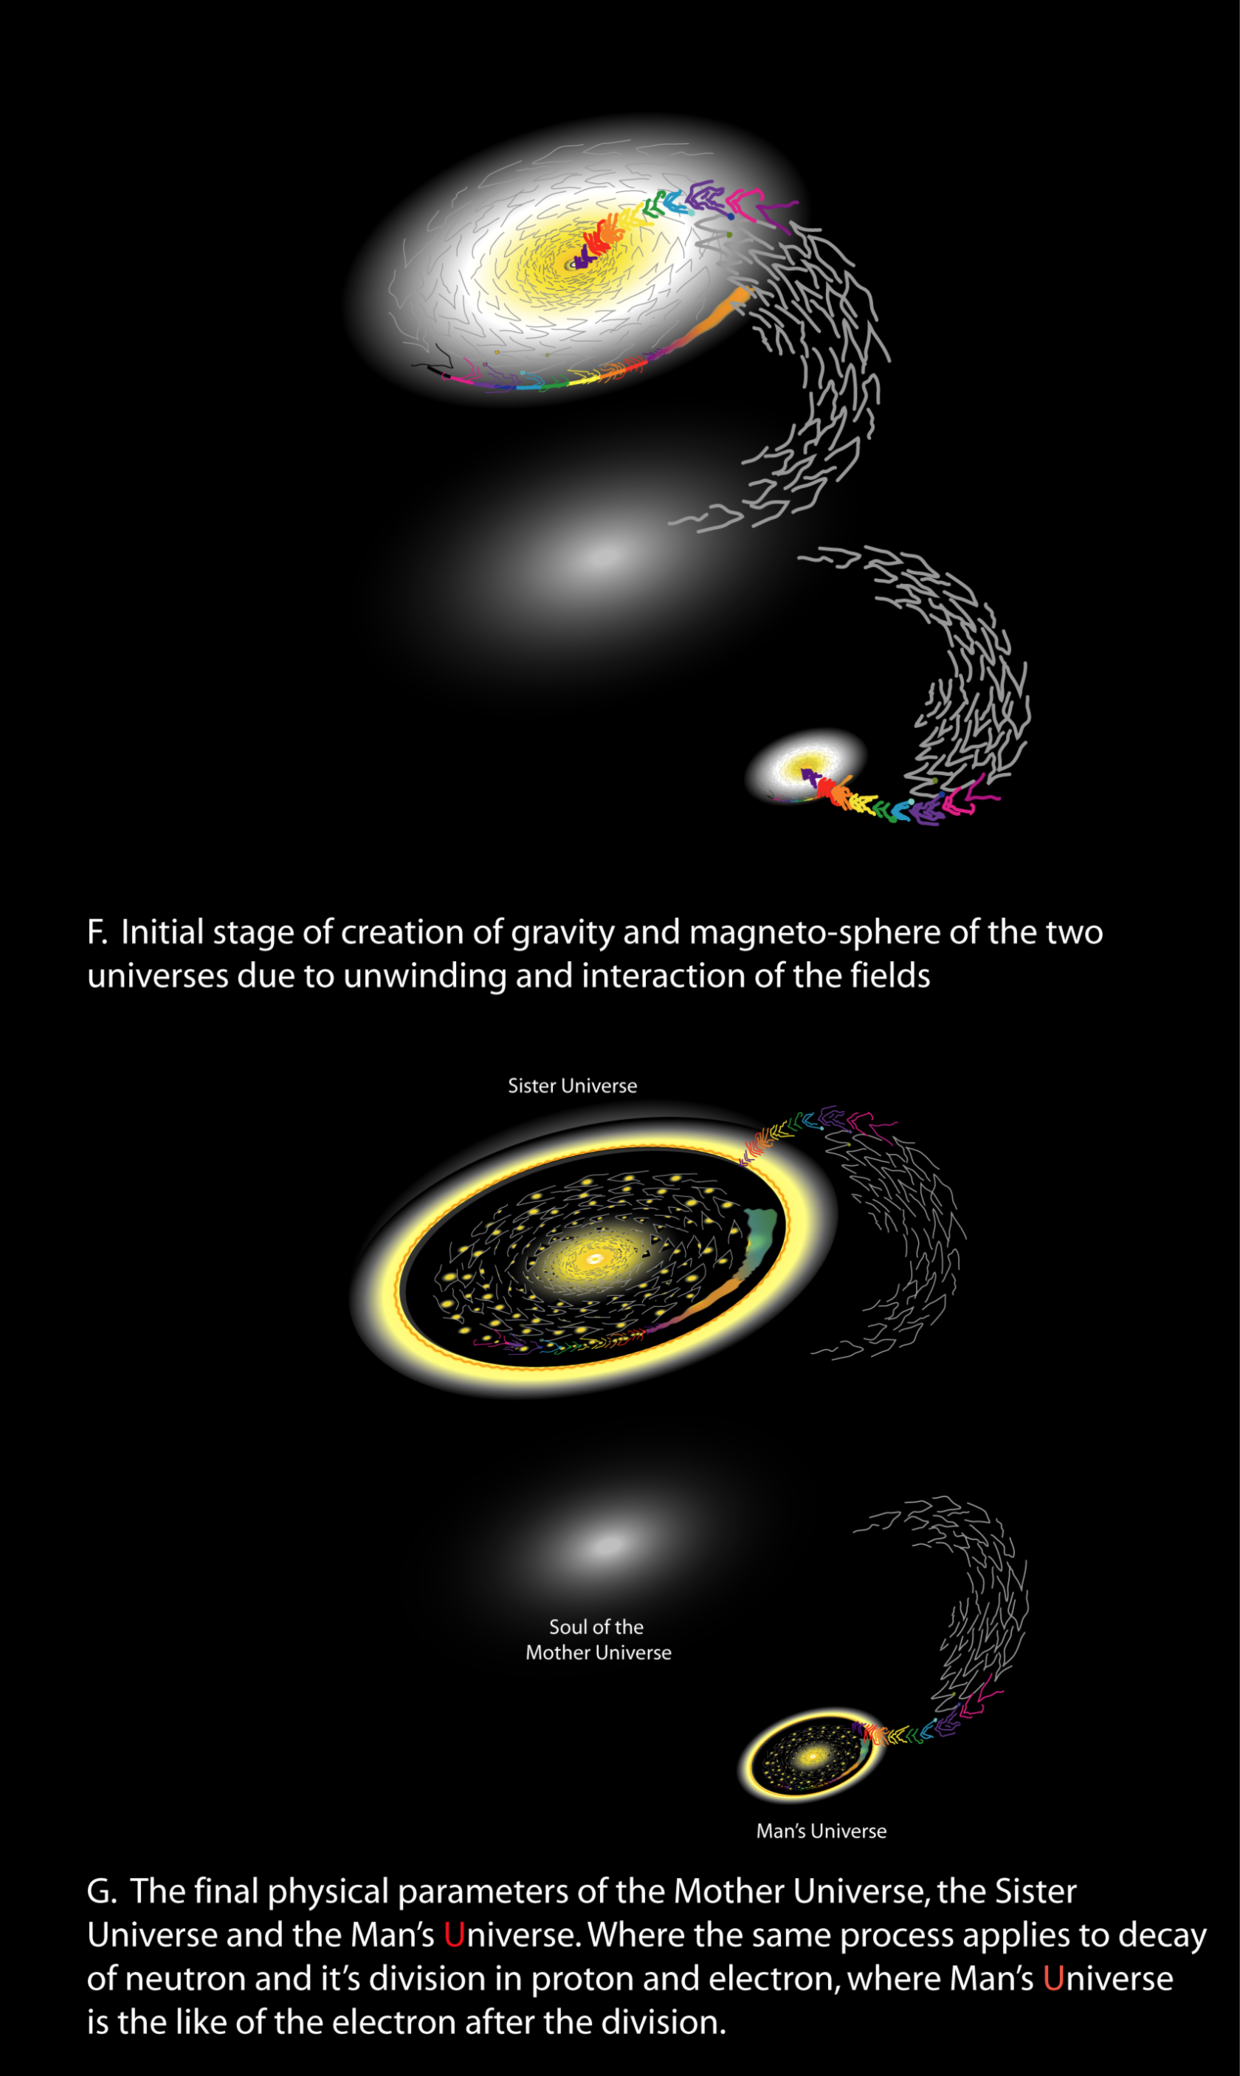 F. Initial stage of creation of gravity and magneto-sphere of the two
universes due to unwinding and interaction of the fields
Sister Universe
Soul of the
Mother Universe
Man's Universe
G. The final physical parameters of the Mother Universe, the Sister
Universe and the Man's Universe. Where the same process applies to decay
of neutron and it's division in proton and electron, where Man's Universe
is the like of the electron after the division.